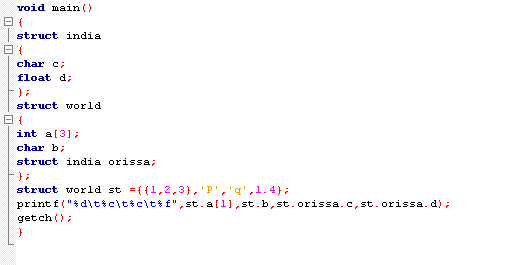 void main()
{
struct india
{
char c;
float d;
};
struct world
{
int a[3];
char b;
struct india orissa;
};
struct world st ={{1,2,3},'P','q',1.4};
printf("%d\t%c\t%c\t%f",st.a[1],st.b,st.orissa.c,st.orissa.d);
getch();
}